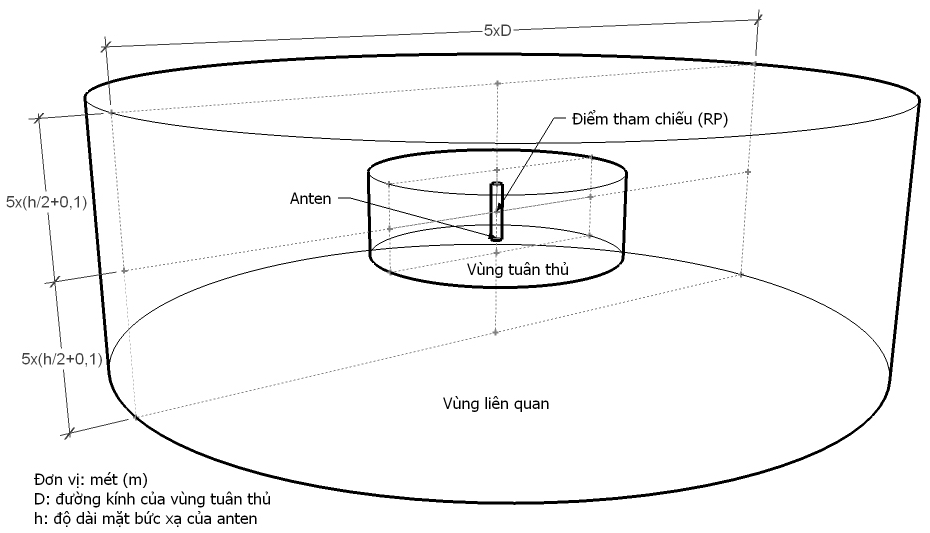 5xD
Điểm tham chiếu (RP)
5x(h/2+0,1)
Anten
Vùng tuân thủ
5x(h/2+0,1)
Vùng liên quan
Đơn vị: mét (m)
D: đường kính của vùng tuân thủ
h: độ dài mặt bức xạ của anten